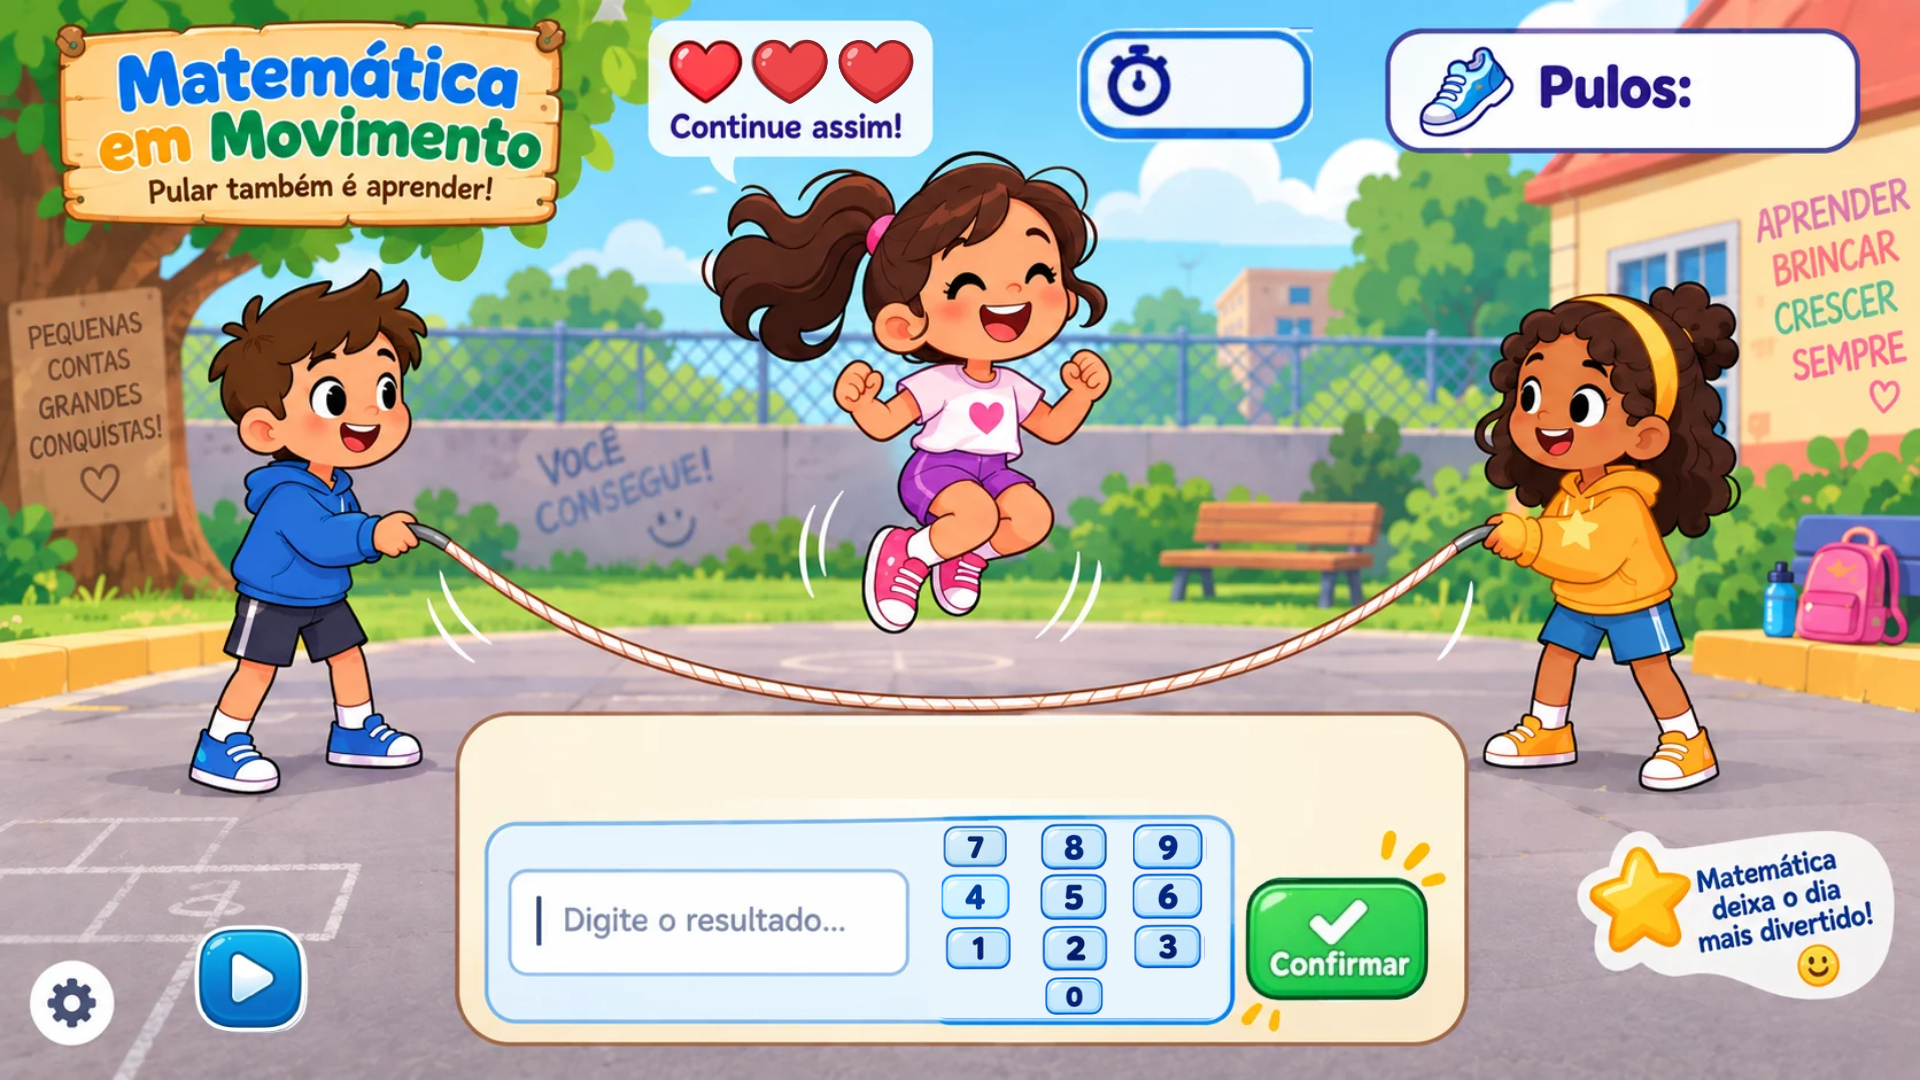 Matemática
em Movimento
Pular também é aprender!
Continue assim!
Pulos:
APRENDER
BRINCAR
CRESCER
SEMPRE
PEQUENAS
CONTAS
GRANDES
CONQUISTAS!
VOCÊ
CONSEGUE!
7 8 9
4 5 6
1 2 3
0
Digite o resultado...
Confirmar
Matemática
deixa o dia
mais divertido!